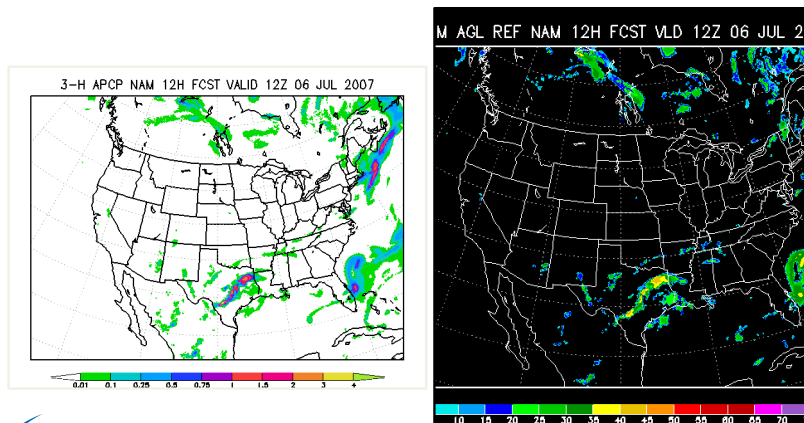 3-H APCP NAM 12H FCST VALID 12Z 06 JUL 2007
0.01 0.1 0.25 0.5 0.75 1 1.5 2 3 4
M AGL REF NAM 12H FCST VLD 12Z 06 JUL 2
10 15 20 25 30 35 40 45 50 55 60 65 70